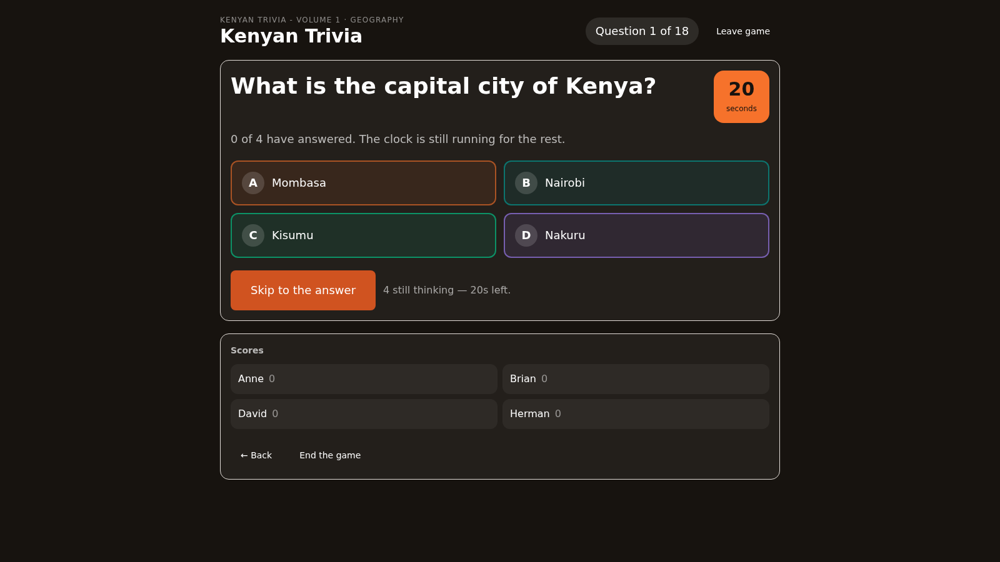 KENYAN TRIVIA - VOLUME 1 · GEOGRAPHY
Kenyan Trivia
Question 1 of 18
Leave game
What is the capital city of Kenya?
20
seconds
0 of 4 have answered. The clock is still running for the rest.
A Mombasa
B Nairobi
C Kisumu
D Nakuru
Skip to the answer
4 still thinking — 20s left.
Scores
Anne 0
Brian 0
David 0
Herman 0
← Back
End the game